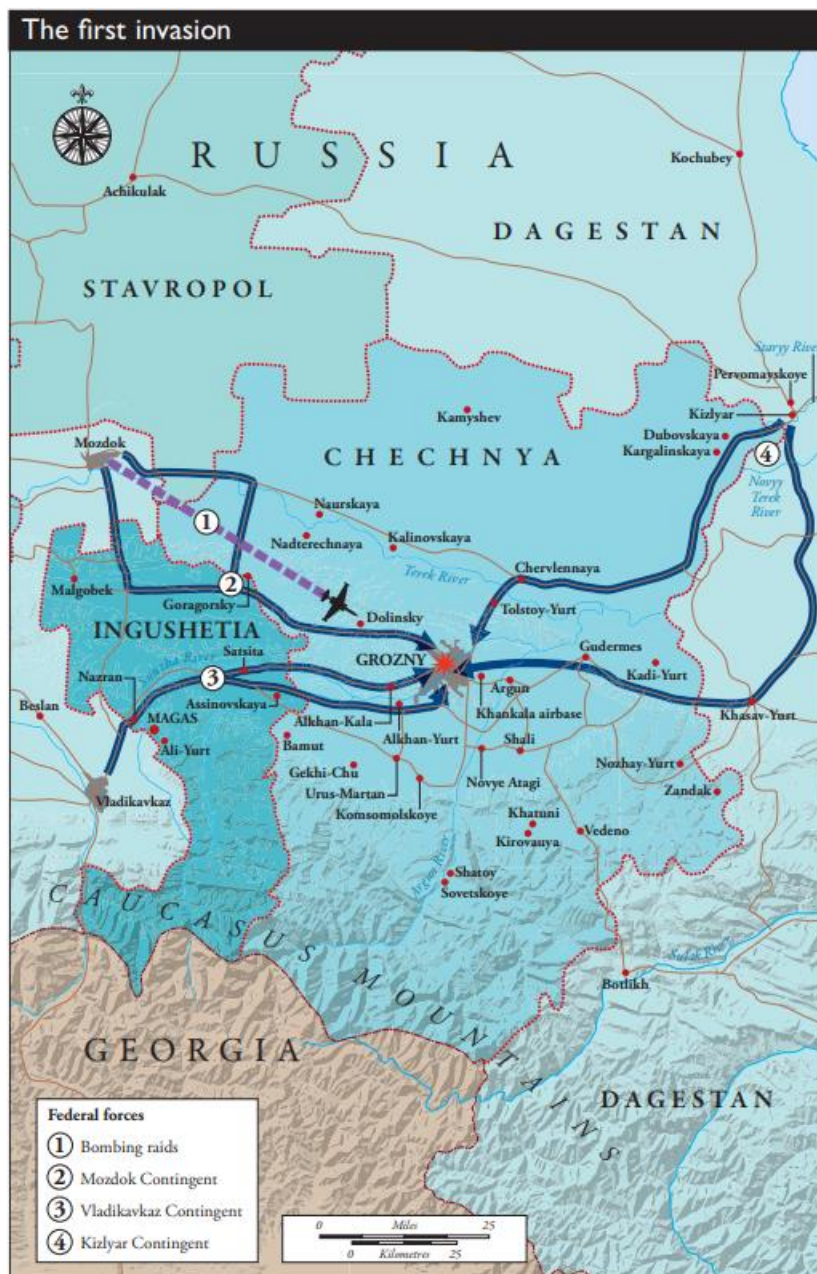 The first invasion
RUSSIA
Kochubey
Achikulak
DAGESTAN
STAVROPOL
Staryy River
Pervomayskoye
Kizlyar
Kamyshev
Dubovskaya
Mozdok
CHECHNYA
Kargalinskaya
4
Novyy
Terek
River
Naurskaya
1
Nadterechnaya
Kalinovskaya
Terek River
Chervlennaya
Malgobek
2
Goragorsky
Tolstoy-Yurt
Dolinsky
INGUSHETIA
Gudermes
GROZNY
Satsita
Sunzha River
Kadi-Yurt
3
Nazran
Argun
Assinovskaya
Beslan
Khankala airbase
Khasav-Yurt
MAGAS
Alkhan-Kala
Alkhan-Yurt
Shali
Ali-Yurt
Bamut
Nozhay-Yurt
Gekhi-Chu
Novye Atagi
Urus-Martan
Zandak
Vladikavkaz
Komsomolskoye
Khatuni
Kirovauya
Vedeno
Argun River
Shatoy
Sovetskoye
CAUCASUS MOUNTAINS
Sulak River
Botlikh
GEORGIA
DAGESTAN
Federal forces
1 Bombing raids
2 Mozdok Contingent
3 Vladikavkaz Contingent
4 Kizlyar Contingent
0 Miles 25
0 Kilometres 25